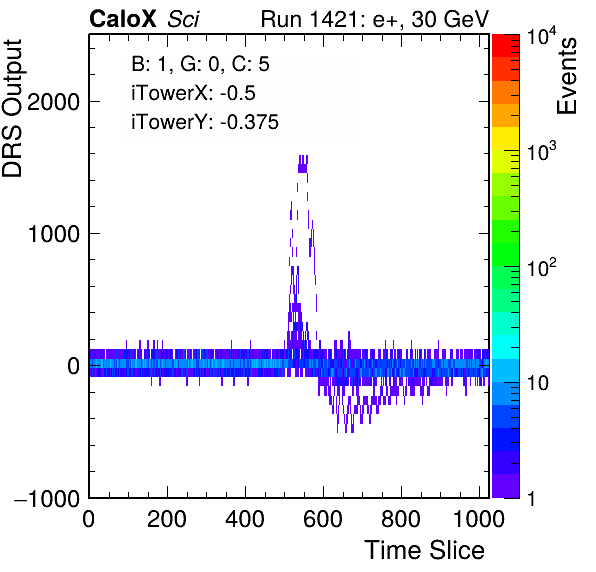 CaloX Sci Run 1421: e+, 30 GeV
B: 1, G: 0, C: 5
iTowerX: -0.5
iTowerY: -0.375
DRS Output
2000
1000
0
−1000
0 200 400 600 800 1000
Time Slice
Events
10^4
10^3
10^2
10
1